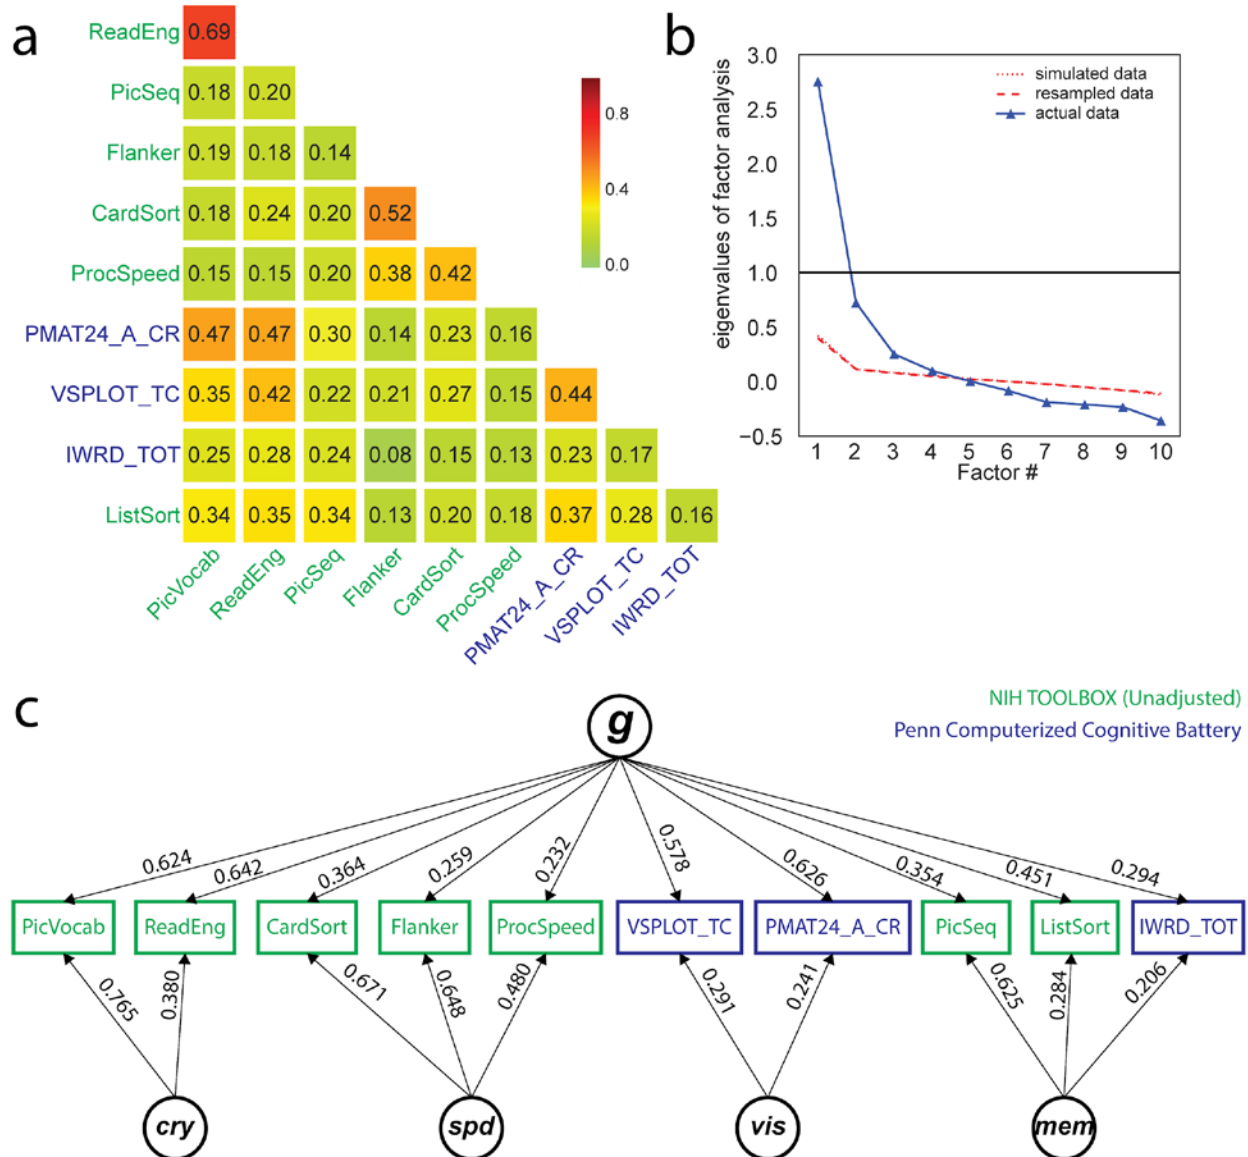 a
ReadEng 0.69
PicSeq 0.18 0.20
Flanker 0.19 0.18 0.14
CardSort 0.18 0.24 0.20 0.52
ProcSpeed 0.15 0.15 0.20 0.38 0.42
PMAT24_A_CR 0.47 0.47 0.30 0.14 0.23 0.16
VSPLOT_TC 0.35 0.42 0.22 0.21 0.27 0.15 0.44
IWRD_TOT 0.25 0.28 0.24 0.08 0.15 0.13 0.23 0.17
ListSort 0.34 0.35 0.34 0.13 0.20 0.18 0.37 0.28 0.16
PicVocab ReadEng PicSeq Flanker CardSort ProcSpeed PMAT24_A_CR VSPLOT_TC IWRD_TOT
0.8
0.4
0.0
b
eigenvalues of factor analysis
3.0
2.5
2.0
1.5
1.0
0.5
0.0
−0.5
simulated data
resampled data
actual data
1 2 3 4 5 6 7 8 9 10
Factor #
c
NIH TOOLBOX (Unadjusted)
Penn Computerized Cognitive Battery
g
0.624 0.642 0.364 0.259 0.232 0.578 0.626 0.354 0.451 0.294
PicVocab ReadEng CardSort Flanker ProcSpeed VSPLOT_TC PMAT24_A_CR PicSeq ListSort IWRD_TOT
0.765 0.380 0.671 0.648 0.480 0.291 0.241 0.625 0.284 0.206
cry spd vis mem